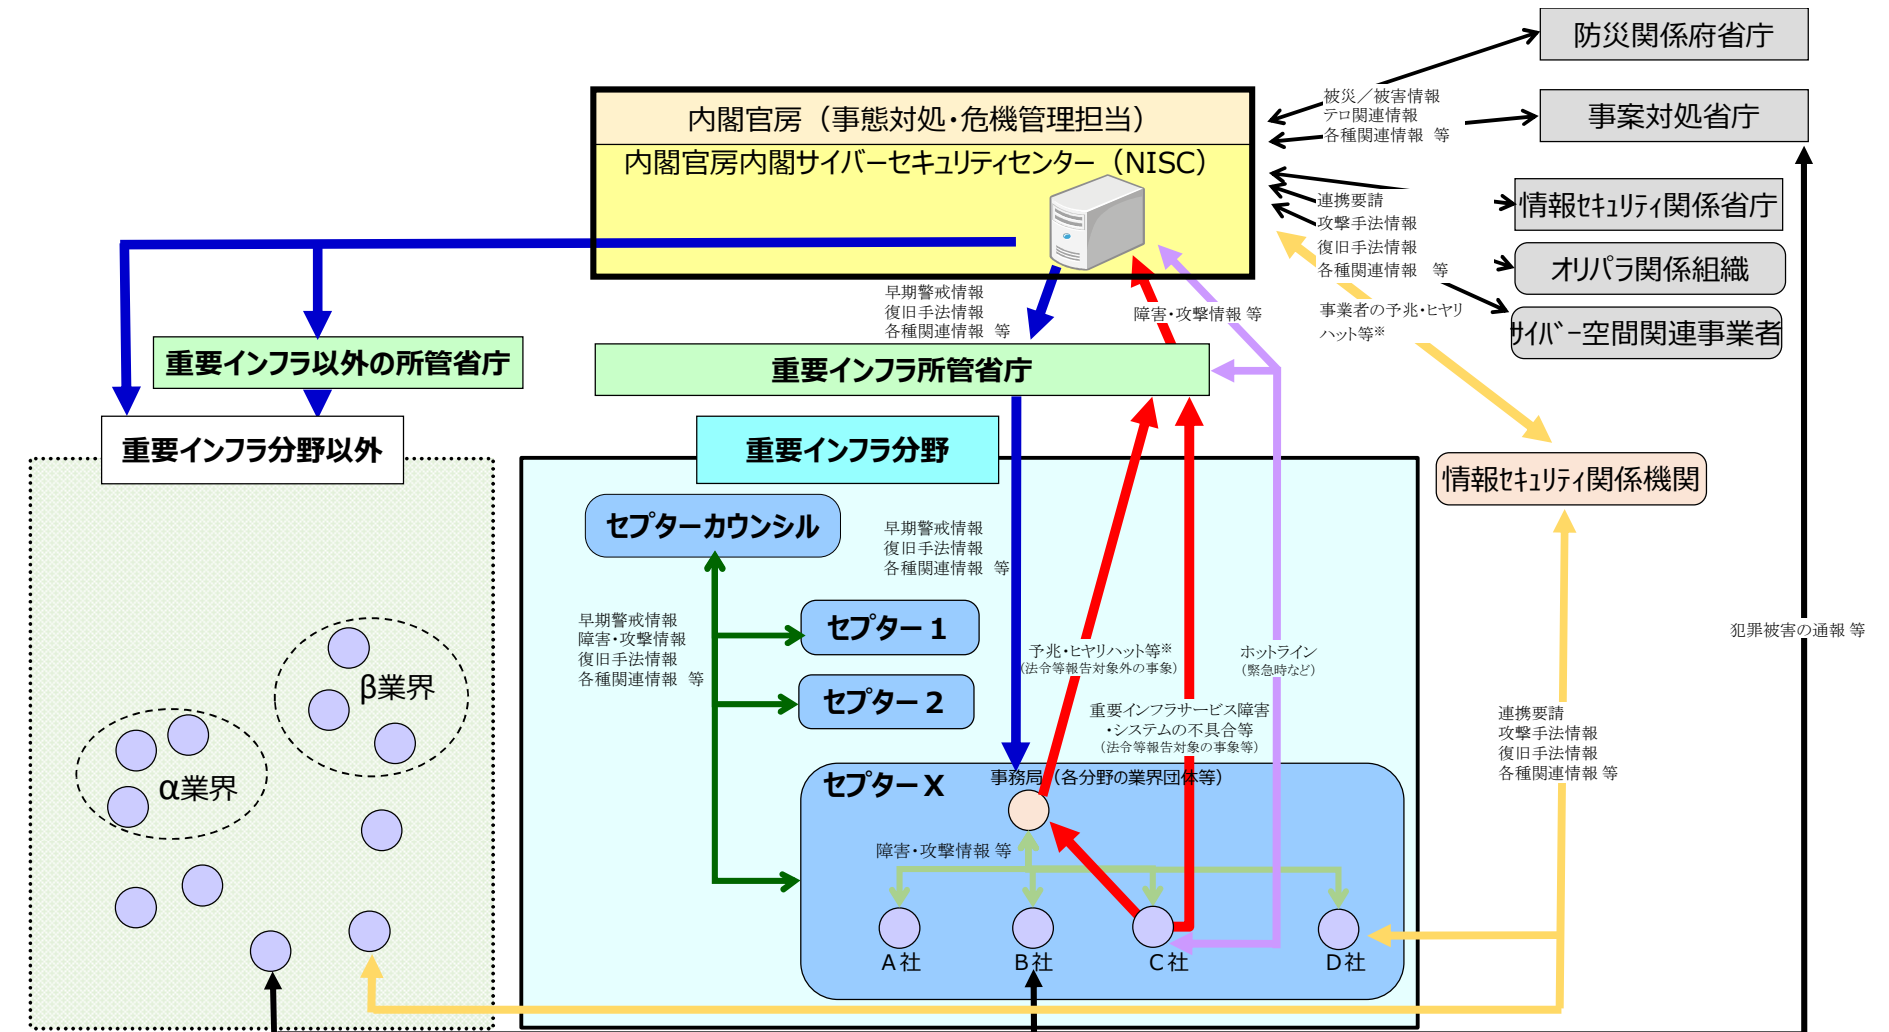 防災関係府省庁
被災／被害情報
テロ関連情報
各種関連情報　等
内閣官房（事態対処・危機管理担当）
事案対処省庁
内閣官房内閣サイバーセキュリティセンター（NISC）
連携要請
攻撃手法情報
復旧手法情報
各種関連情報　等
情報ｾｷｭﾘﾃｨ関係省庁
オリパラ関係組織
ｻｲﾊﾞｰ空間関連事業者
早期警戒情報
復旧手法情報
各種関連情報　等
障害・攻撃情報 等
事業者の予兆・ヒヤリ
ハット等※
重要インフラ以外の所管省庁
重要インフラ所管省庁
重要インフラ分野以外
重要インフラ分野
情報ｾｷｭﾘﾃｨ関係機関
セプターカウンシル
早期警戒情報
復旧手法情報
各種関連情報　等
早期警戒情報
障害・攻撃情報
復旧手法情報
各種関連情報　等
セプター１
セプター２
予兆・ヒヤリハット等※
（法令等報告対象外の事象）
ホットライン
（緊急時など）
犯罪被害の通報 等
重要インフラサービス障害
・システムの不具合等
（法令等報告対象の事象等）
連携要請
攻撃手法情報
復旧手法情報
各種関連情報 等
β業界
α業界
セプターＸ
事務局（各分野の業界団体等）
障害・攻撃情報 等
Ａ社
Ｂ社
Ｃ社
Ｄ社